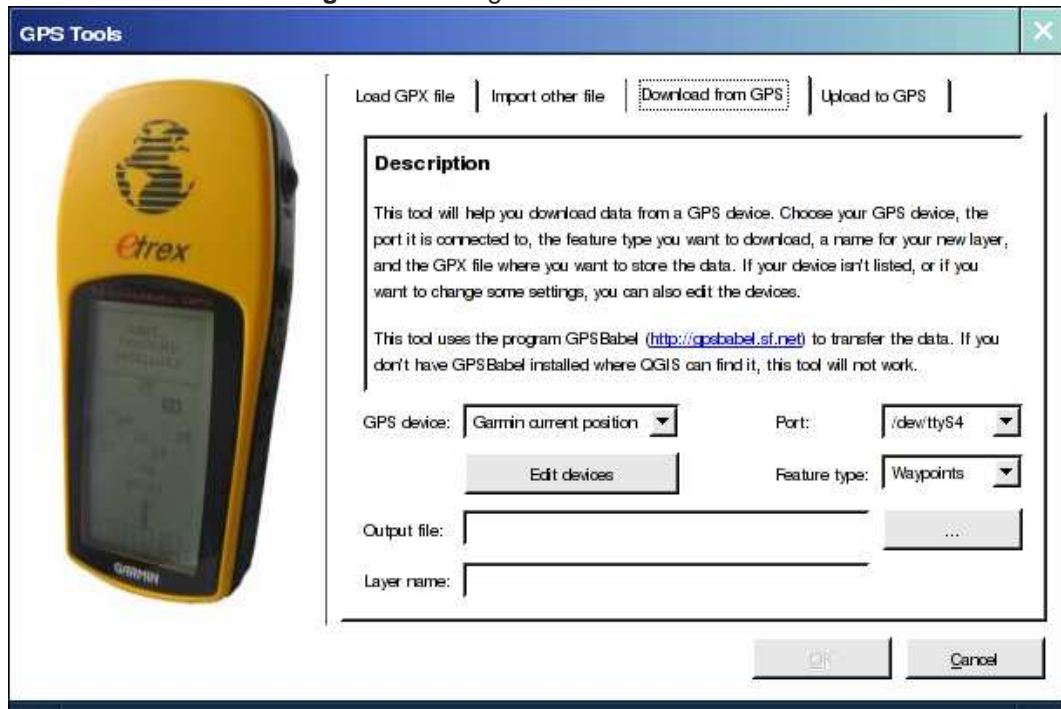 GPS Tools
Load GPX file
Import other file
Download from GPS
Upload to GPS
Description
This tool will help you download data from a GPS device. Choose your GPS device, the
port it is connected to, the feature type you want to download, a name for your new layer,
and the GPX file where you want to store the data. If your device isn't listed, or if you
want to change some settings, you can also edit the devices.
This tool uses the program GPSBabel (http://gpsbabel.sf.net) to transfer the data. If you
don't have GPSBabel installed where QGIS can find it, this tool will not work.
GPS device: Garmin current position
Port: /dev/ttyS4
Edit devices
Feature type: Waypoints
Output file:
...
Layer name:
OK
Cancel
etrex
GARMIN